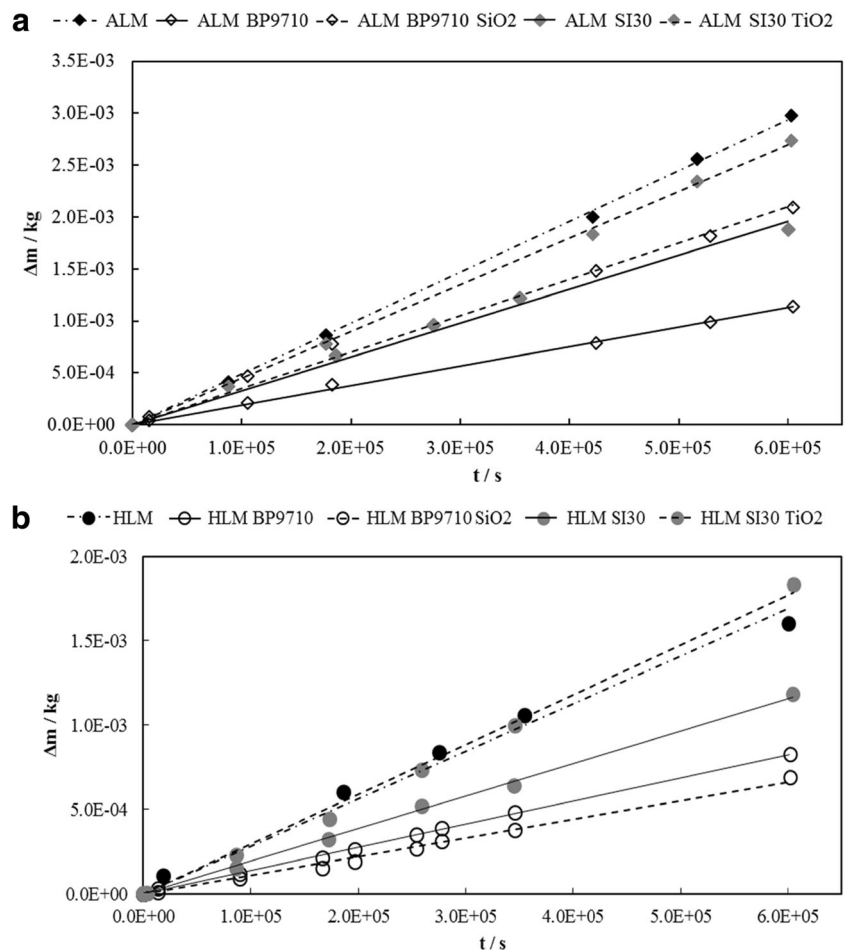 a
ALM ALM BP9710 ALM BP9710 SiO2 ALM SI30 ALM SI30 TiO2
3.5E-03
3.0E-03
2.5E-03
2.0E-03
1.5E-03
1.0E-03
5.0E-04
0.0E+00
Δm / kg
0.0E+00 1.0E+05 2.0E+05 3.0E+05 4.0E+05 5.0E+05 6.0E+05
t / s
b
HLM HLM BP9710 HLM BP9710 SiO2 HLM SI30 HLM SI30 TiO2
2.0E-03
1.5E-03
1.0E-03
5.0E-04
0.0E+00
Δm / kg
0.0E+00 1.0E+05 2.0E+05 3.0E+05 4.0E+05 5.0E+05 6.0E+05
t / s